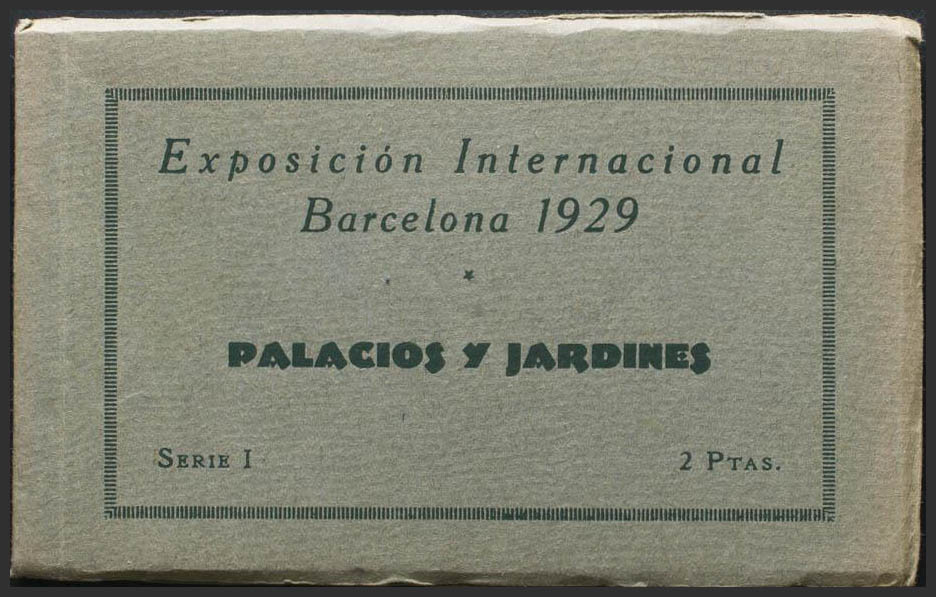 Exposición Internacional
Barcelona 1929
PALACIOS Y JARDINES
SERIE I 2 PTAS.